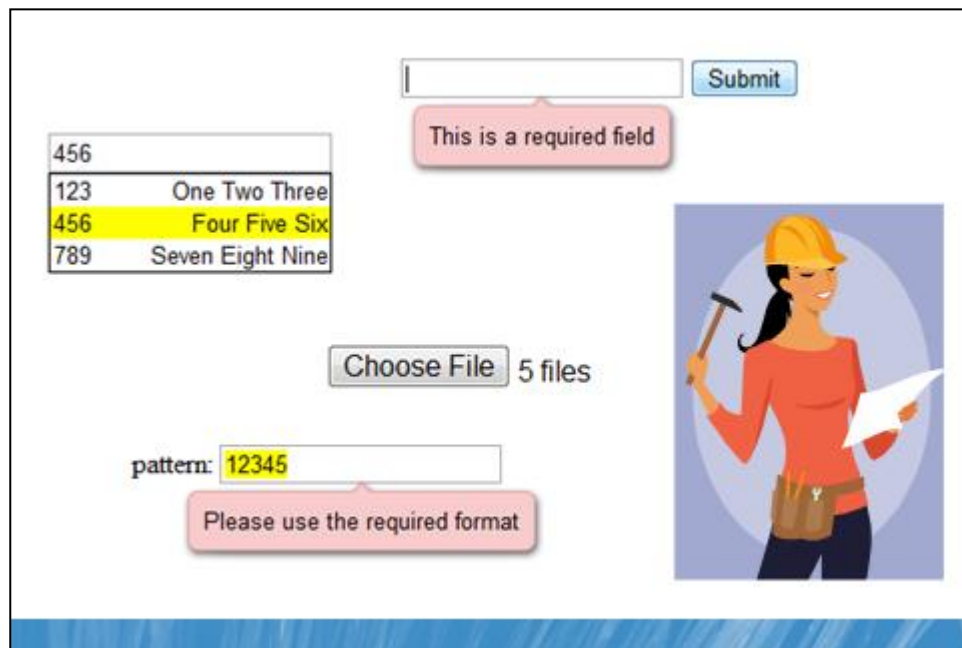 Submit
This is a required field
456
123 One Two Three
456 Four Five Six
789 Seven Eight Nine
Choose File 5 files
pattern: 12345
Please use the required format